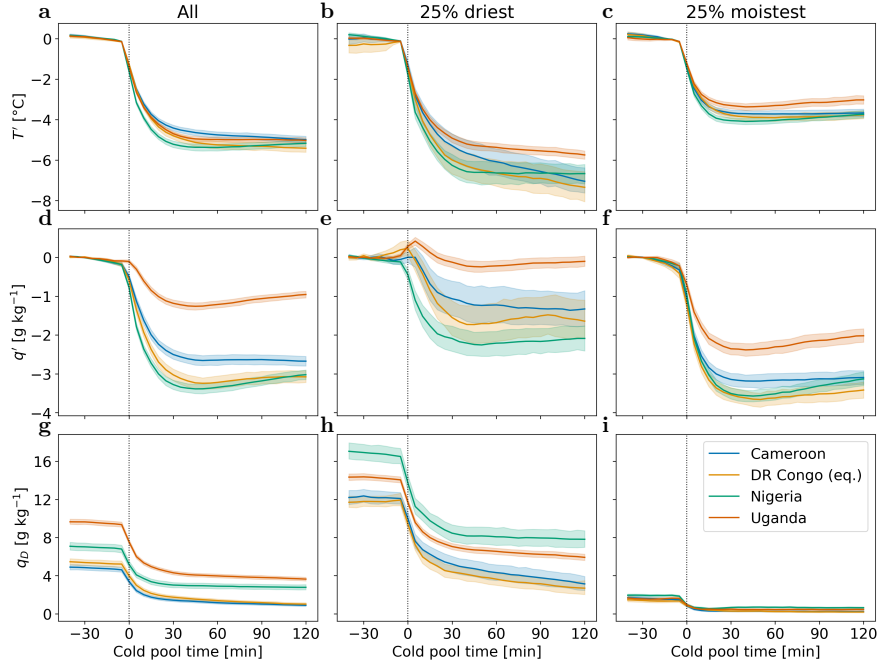 a All b 25% driest c 25% moistest
T′ [°C]
0
−2
−4
−6
−8
d e f
q′ [g kg⁻¹]
0
−1
−2
−3
−4
g h i
q_D [g kg⁻¹]
16
12
8
4
0
Cameroon
DR Congo (eq.)
Nigeria
Uganda
−30 0 30 60 90 120 −30 0 30 60 90 120 −30 0 30 60 90 120
Cold pool time [min] Cold pool time [min] Cold pool time [min]